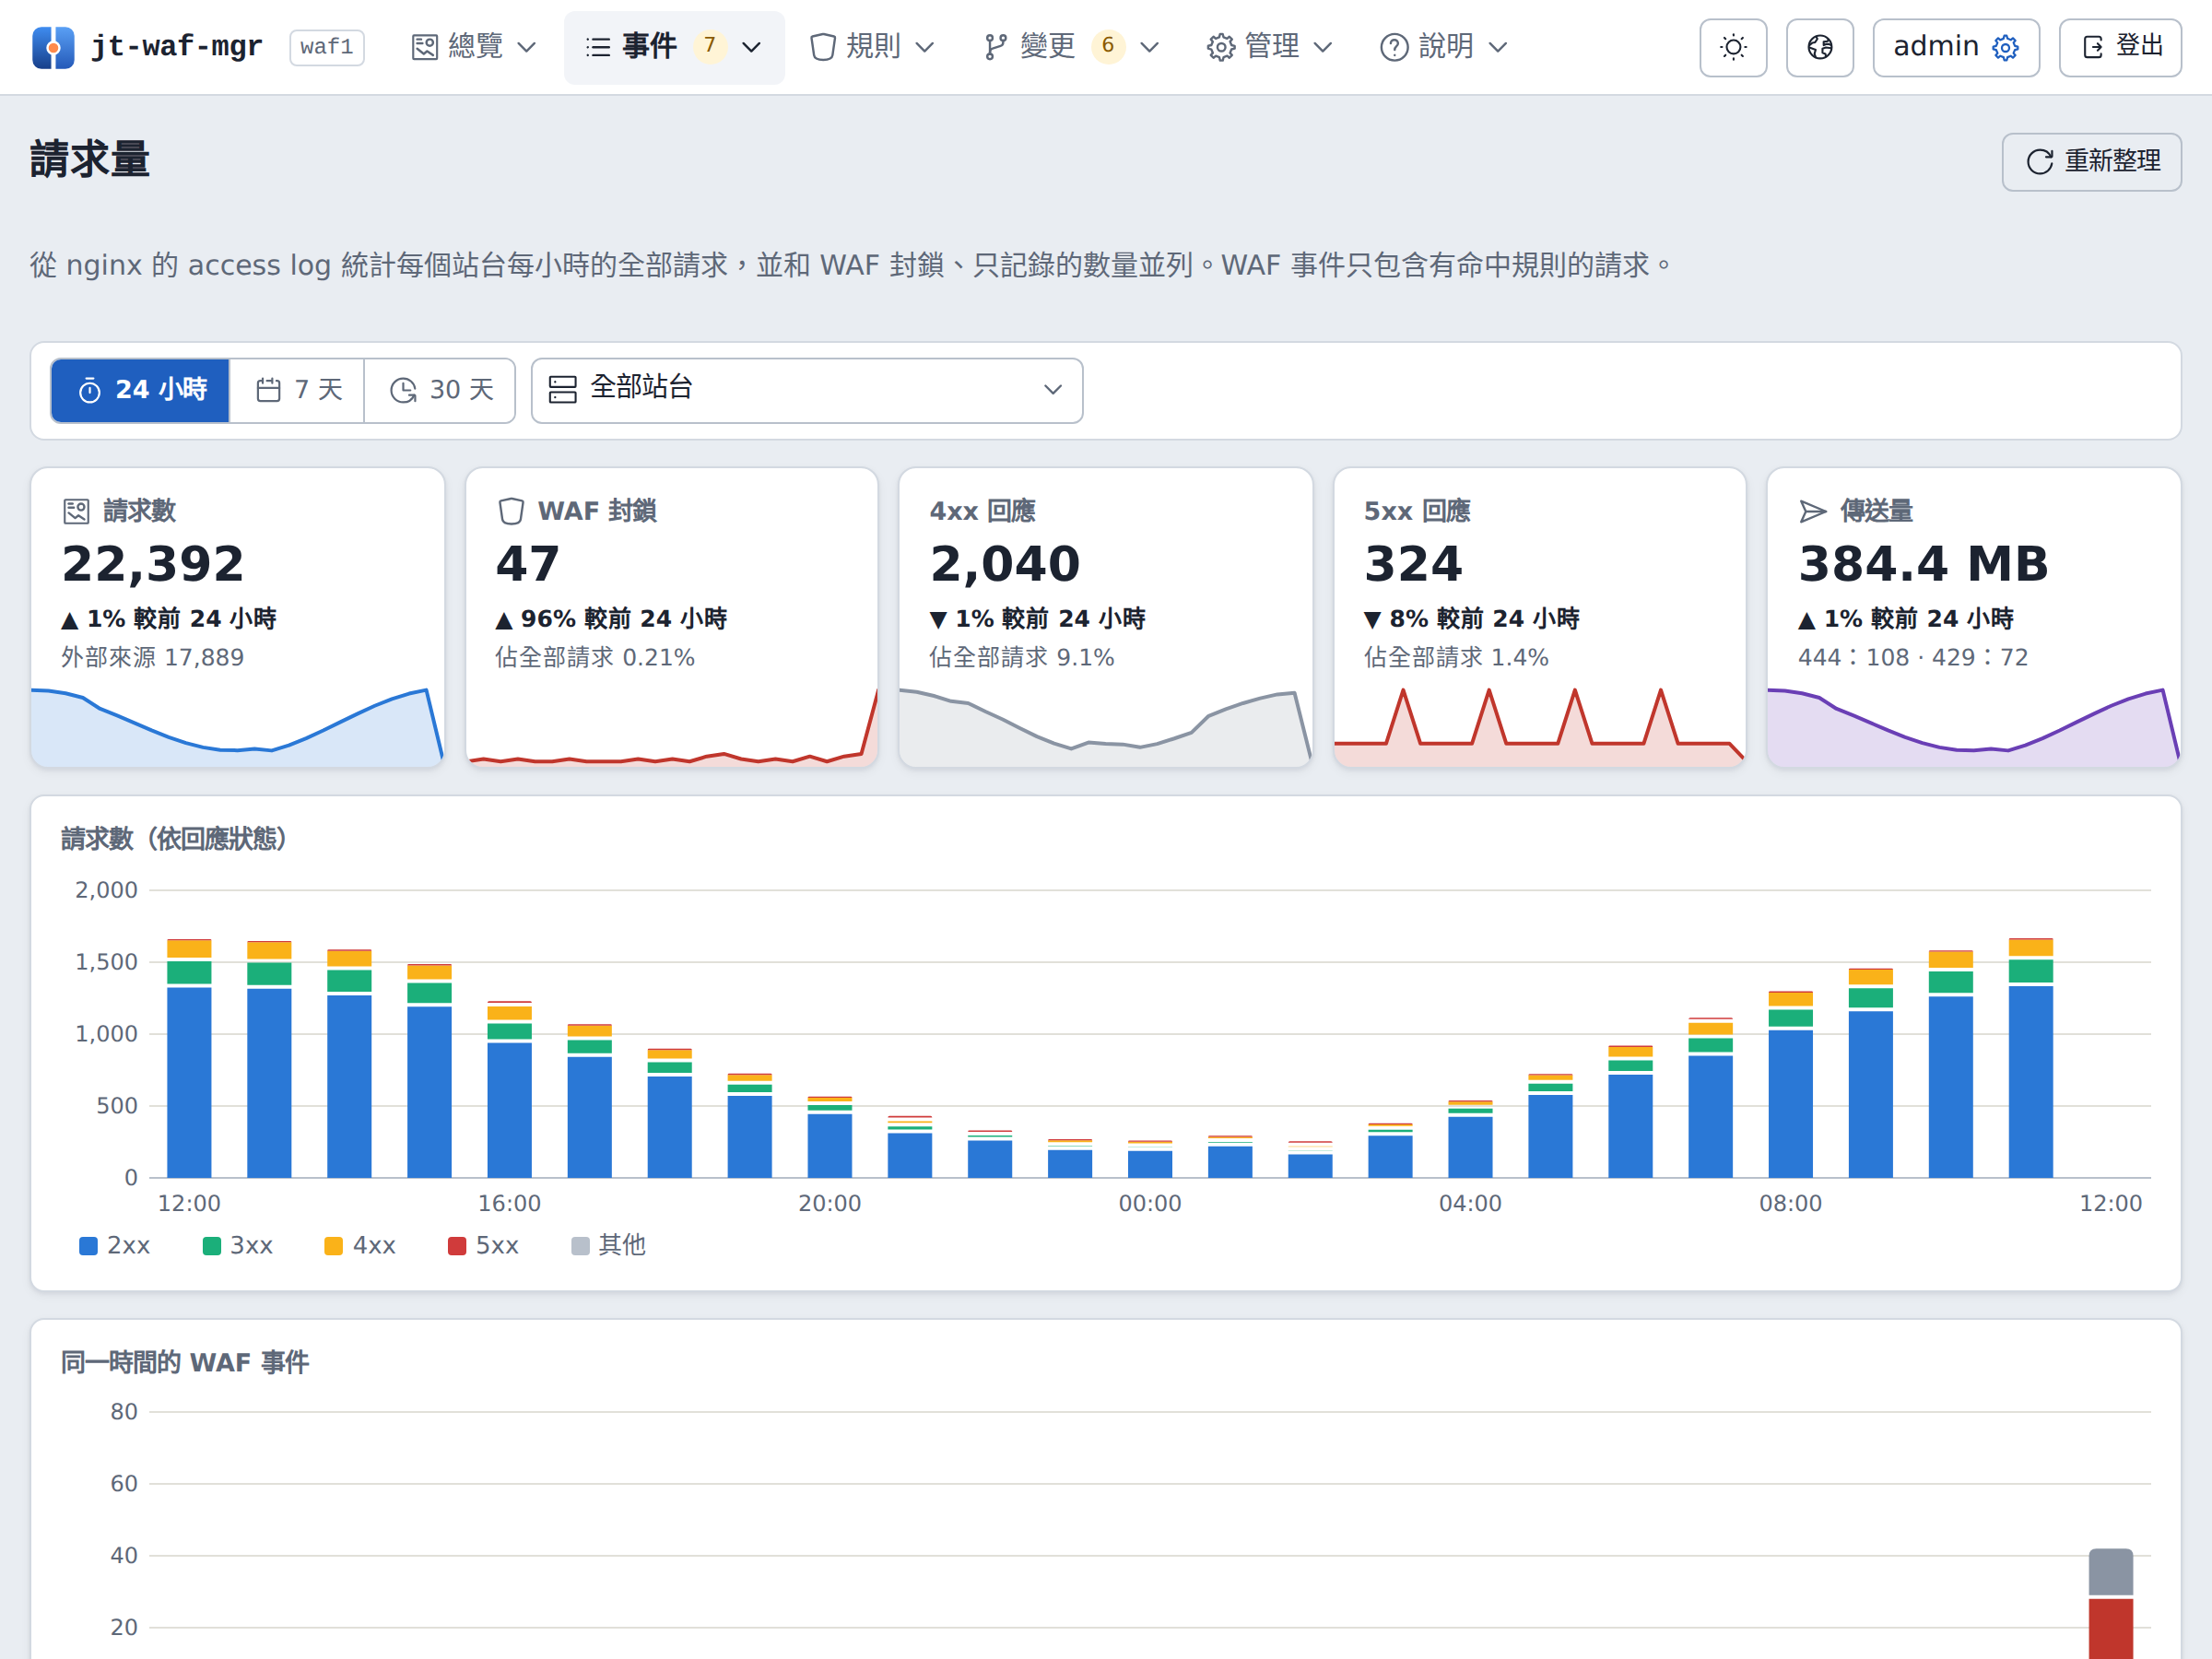 jt-waf-mgr waf1 總覽 事件 7 規則 變更 6 管理 說明 admin 登出
請求量
重新整理
從 nginx 的 access log 統計每個站台每小時的全部請求，並和 WAF 封鎖、只記錄的數量並列。WAF 事件只包含有命中規則的請求。
24 小時 7 天 30 天 全部站台
請求數
22,392
▲ 1% 較前 24 小時
外部來源 17,889
WAF 封鎖
47
▲ 96% 較前 24 小時
佔全部請求 0.21%
4xx 回應
2,040
▼ 1% 較前 24 小時
佔全部請求 9.1%
5xx 回應
324
▼ 8% 較前 24 小時
佔全部請求 1.4%
傳送量
384.4 MB
▲ 1% 較前 24 小時
444：108 · 429：72
請求數（依回應狀態）
2,000
1,500
1,000
500
0
12:00 16:00 20:00 00:00 04:00 08:00 12:00
2xx 3xx 4xx 5xx 其他
同一時間的 WAF 事件
80
60
40
20